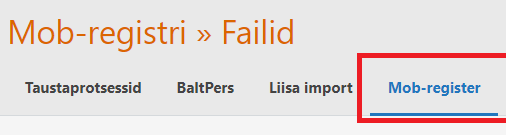 Mob-registri » Failid
Taustaprotsessid BaltPers Liisa import Mob-register